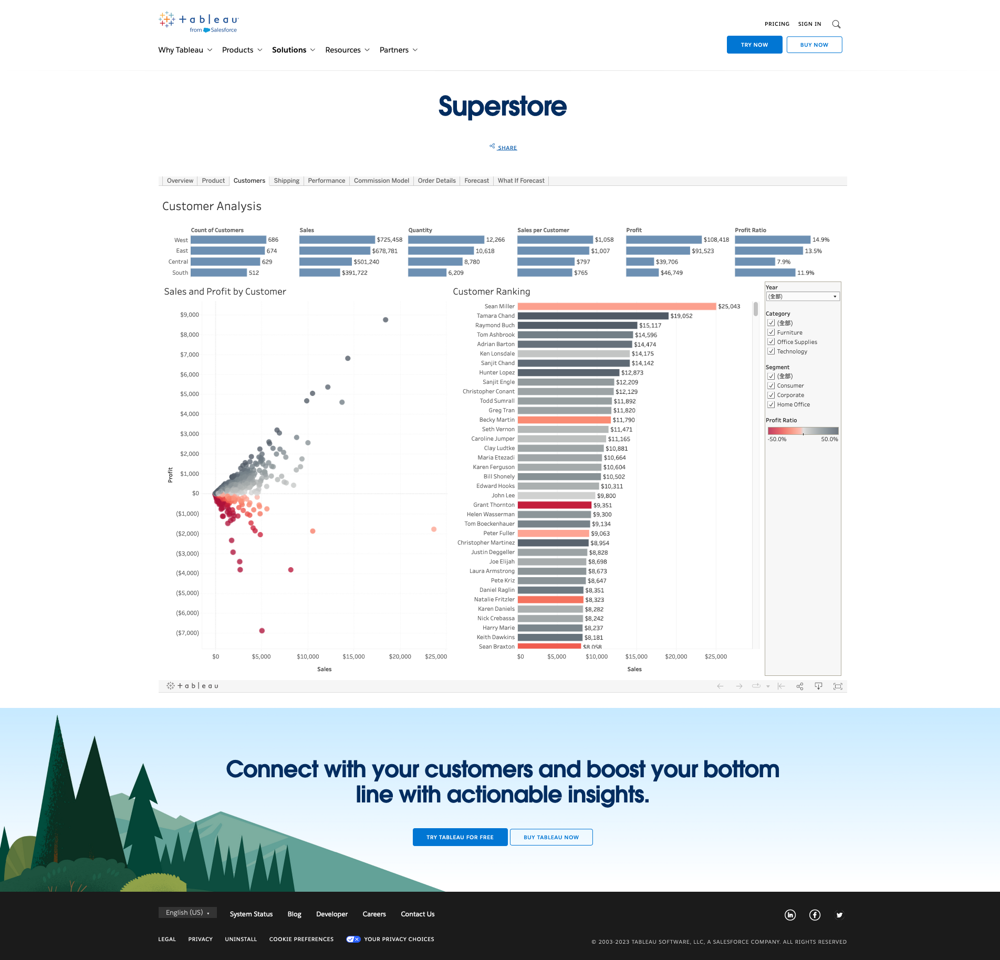 + a b | e a u
from Salesforce
PRICING SIGN IN
TRY NOW BUY NOW
Why Tableau Products Solutions Resources Partners
Superstore
SHARE
Overview Product Customers Shipping Performance Commission Model Order Details Forecast What If Forecast
Customer Analysis
Count of Customers Sales Quantity Sales per Customer Profit Profit Ratio
West 686 $725,458 12,266 $1,058 $108,418 14.9%
East 674 $678,781 10,618 $1,007 $91,523 13.5%
Central 629 $501,240 8,780 $797 $39,706 7.9%
South 512 $391,722 6,209 $765 $46,749 11.9%
Sales and Profit by Customer
$9,000
$8,000
$7,000
$6,000
$5,000
$4,000
$3,000
$2,000
$1,000
$0
($1,000)
($2,000)
($3,000)
($4,000)
($5,000)
($6,000)
($7,000)
Profit
$0 $5,000 $10,000 $15,000 $20,000 $25,000
Sales
Customer Ranking
Sean Miller $25,043
Tamara Chand $19,052
Raymond Buch $15,117
Tom Ashbrook $14,596
Adrian Barton $14,474
Ken Lonsdale $14,175
Sanjit Chand $14,142
Hunter Lopez $12,873
Sanjit Engle $12,209
Christopher Conant $12,129
Todd Sumrall $11,892
Greg Tran $11,820
Becky Martin $11,790
Seth Vernon $11,471
Caroline Jumper $11,165
Clay Ludtke $10,881
Maria Etezadi $10,664
Karen Ferguson $10,604
Bill Shonely $10,502
Edward Hooks $10,311
John Lee $9,800
Grant Thornton $9,351
Helen Wasserman $9,300
Tom Boeckenhauer $9,134
Peter Fuller $9,063
Christopher Martinez $8,954
Justin Deggeller $8,828
Joe Elijah $8,698
Laura Armstrong $8,673
Pete Kriz $8,647
Daniel Raglin $8,351
Natalie Fritzler $8,323
Karen Daniels $8,282
Nick Crebassa $8,242
Harry Marie $8,237
Keith Dawkins $8,181
Sean Braxton $8,058
$0 $5,000 $10,000 $15,000 $20,000 $25,000
Sales
Year
(全部)
Category
(全部)
Furniture
Office Supplies
Technology
Segment
(全部)
Consumer
Corporate
Home Office
Profit Ratio
-50.0% 50.0%
+ a b | e a u
Connect with your customers and boost your bottom
line with actionable insights.
TRY TABLEAU FOR FREE BUY TABLEAU NOW
English (US) System Status Blog Developer Careers Contact Us
LEGAL PRIVACY UNINSTALL COOKIE PREFERENCES YOUR PRIVACY CHOICES
© 2003-2023 TABLEAU SOFTWARE, LLC, A SALESFORCE COMPANY. ALL RIGHTS RESERVED